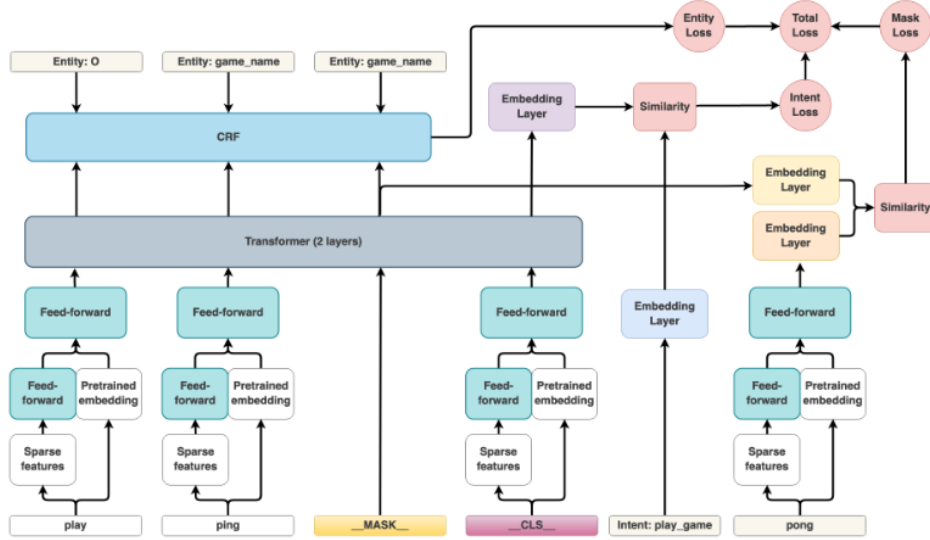 Entity
Loss
Total
Loss
Mask
Loss
Entity: O
Entity: game_name
Entity: game_name
Embedding
Layer
Similarity
Intent
Loss
CRF
Embedding
Layer
Similarity
Embedding
Layer
Transformer (2 layers)
Feed-forward
Feed-forward
Feed-forward
Embedding
Layer
Feed-forward
Feed-
forward
Pretrained
embedding
Feed-
forward
Pretrained
embedding
Feed-
forward
Pretrained
embedding
Feed-
forward
Pretrained
embedding
Sparse
features
Sparse
features
Sparse
features
Sparse
features
play
ping
__MASK__
__CLS__
Intent: play_game
pong